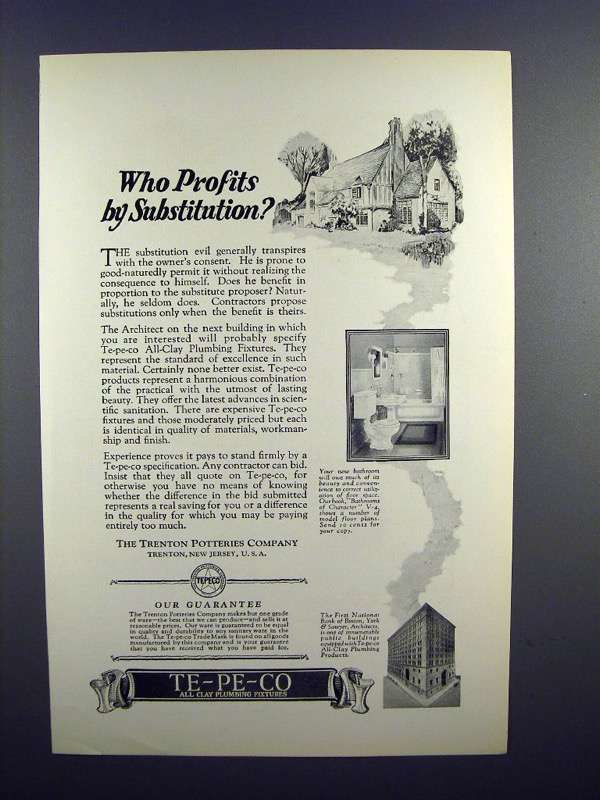 Who Profits
by Substitution?
THE substitution evil generally transpires
with the owner's consent. He is prone to
good-naturedly permit it without realizing the
consequence to himself. Does he benefit in
proportion to the substitute proposer? Natur-
ally, he seldom does. Contractors propose
substitutions only when the benefit is theirs.
The Architect on the next building in which
you are interested will probably specify
Te-pe-co All-Clay Plumbing Fixtures. They
represent the standard of excellence in such
material. Certainly none better exist. Te-pe-co
products represent a harmonious combination
of the practical with the utmost of lasting
beauty. They offer the latest advances in scien-
tific sanitation. There are expensive Te-pe-co
fixtures and those moderately priced but each
is identical in quality of materials, workman-
ship and finish.
Experience proves it pays to stand firmly by a
Te-pe-co specification. Any contractor can bid.
Insist that they all quote on Te-pe-co, for
otherwise you have no means of knowing
whether the difference in the bid submitted
represents a real saving for you or a difference
in the quality for which you may be paying
entirely too much.
THE TRENTON POTTERIES COMPANY
TRENTON, NEW JERSEY, U. S. A.
TEPECO
OUR GUARANTEE
The Trenton Potteries Company makes but one grade
of ware—the best that we can produce—and sells it at
reasonable prices. Our ware is guaranteed to be equal
in quality and durability to any sanitary ware in the
world. The Te-pe-co Trade Mark is found on all goods
manufactured by this company and is your guarantee
that you have received what you have paid for.
Your new bathroom
will owe much of its
beauty and conven-
ience to correct utiliz-
ation of floor space.
Our book, "Bathrooms
of Character" V-4,
shows a number of
model floor plans.
Send 10 cents for
your copy.
The First National
Bank of Boston, York
& Sawyer, Architects,
is one of innumerable
public buildings
equipped with Te-pe-co
All-Clay Plumbing
Products.
TE-PE-CO
ALL CLAY PLUMBING FIXTURES